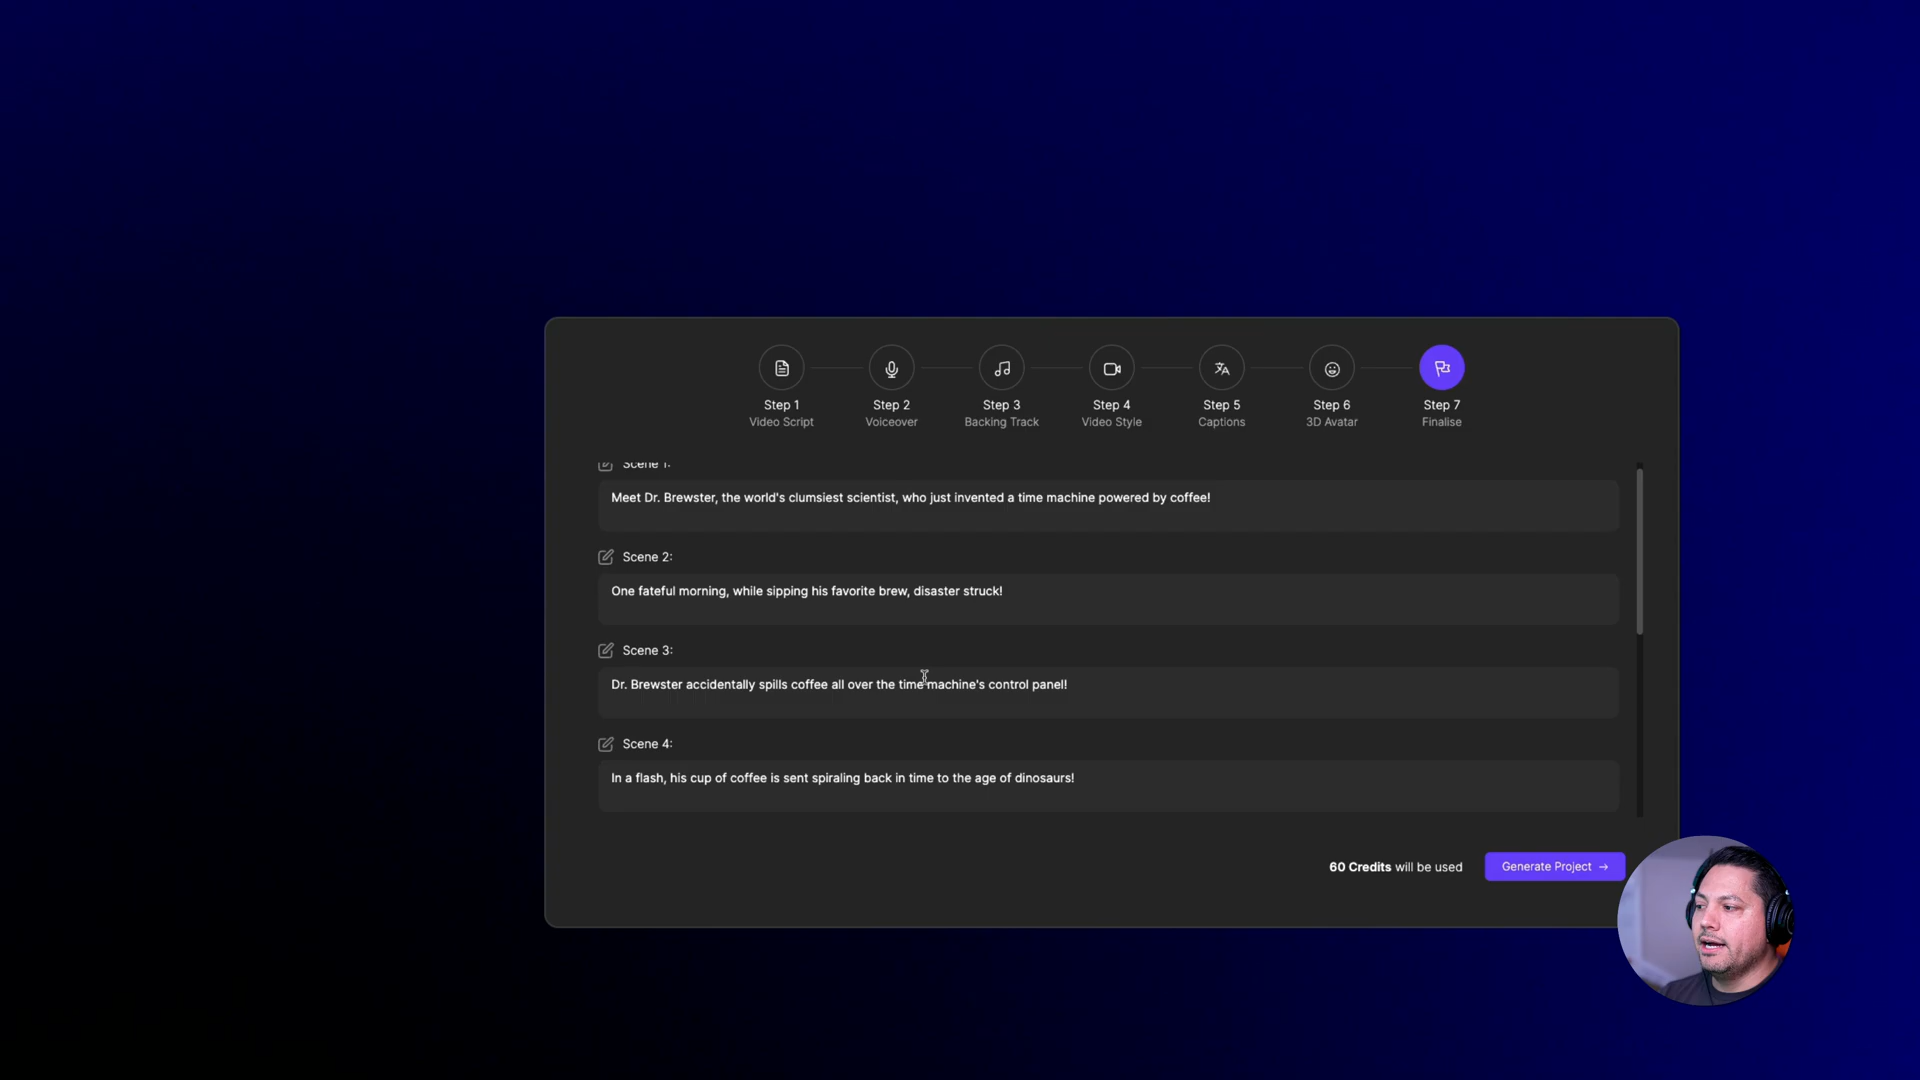 Step 1
Video Script
Step 2
Voiceover
Step 3
Backing Track
Step 4
Video Style
Step 5
Captions
Step 6
3D Avatar
Step 7
Finalise
Scene 1:
Meet Dr. Brewster, the world's clumsiest scientist, who just invented a time machine powered by coffee!
Scene 2:
One fateful morning, while sipping his favorite brew, disaster struck!
Scene 3:
Dr. Brewster accidentally spills coffee all over the time machine's control panel!
Scene 4:
In a flash, his cup of coffee is sent spiraling back in time to the age of dinosaurs!
60 Credits will be used
Generate Project →